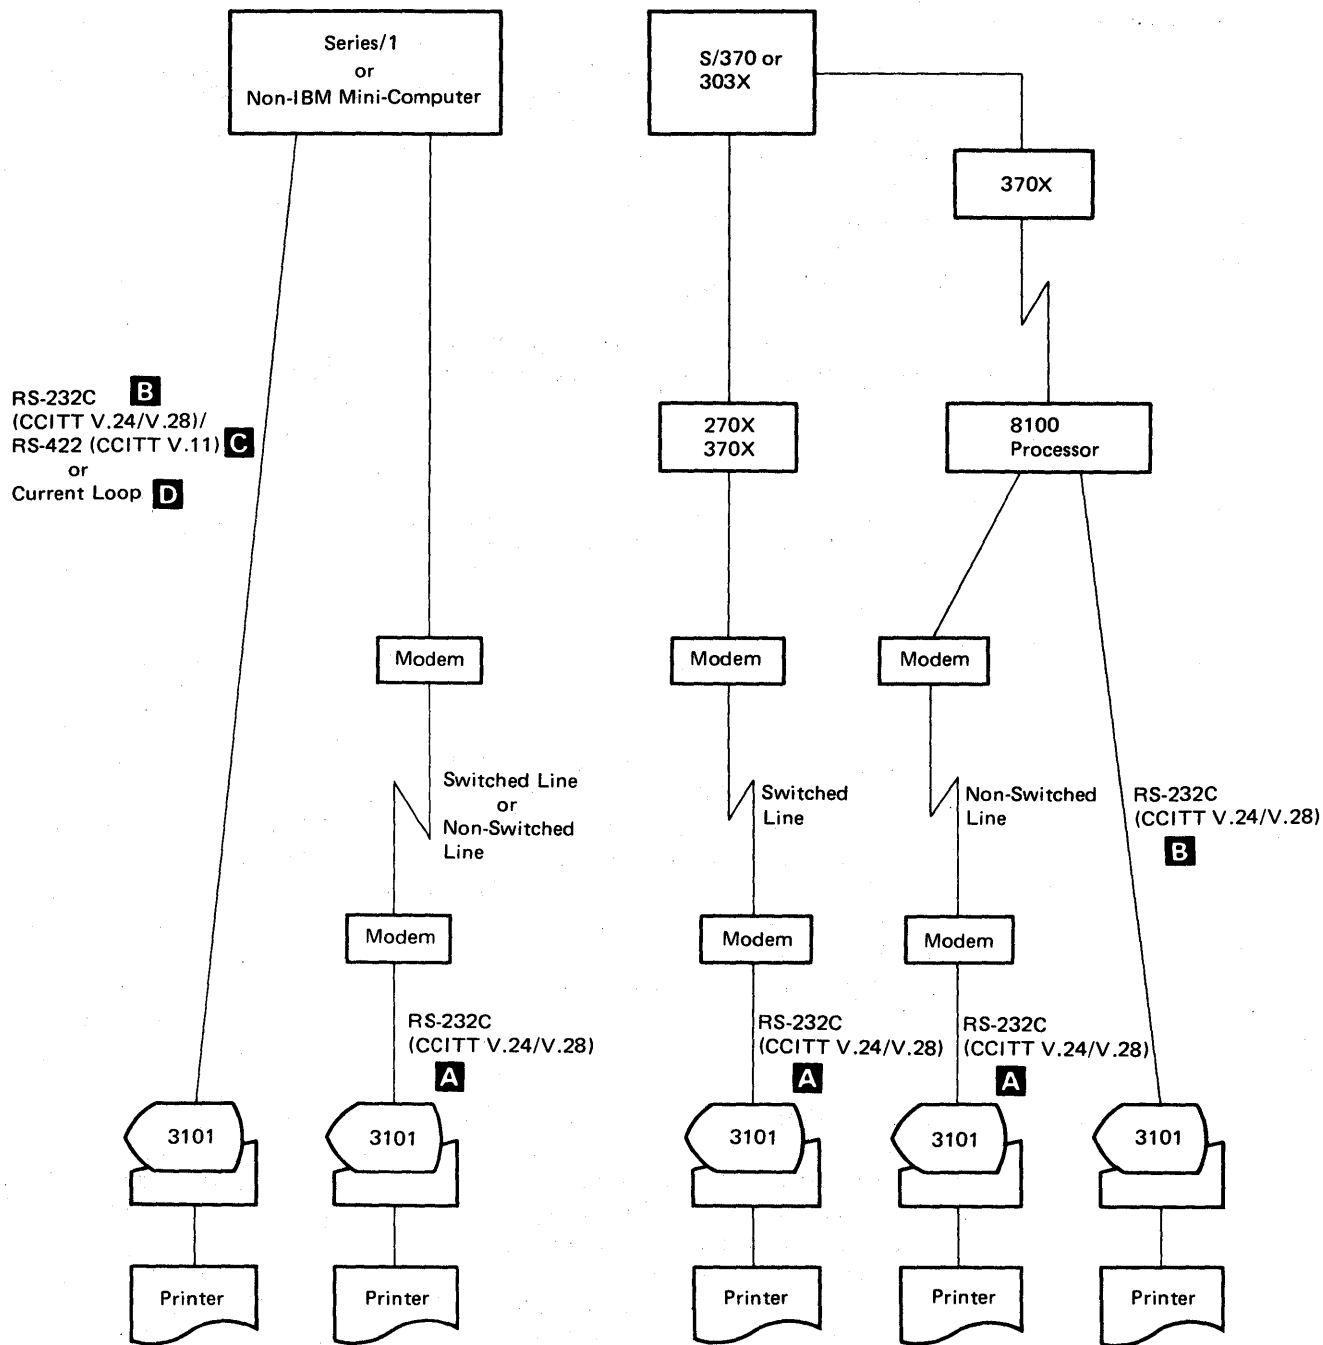 Series/1
or
Non-IBM Mini-Computer
S/370 or
303X
370X
RS-232C B
(CCITT V.24/V.28)/
RS-422 (CCITT V.11) C
or
Current Loop D
270X
370X
8100
Processor
Modem
Modem
Modem
Switched Line
or
Non-Switched
Line
Switched
Line
Non-Switched
Line
RS-232C
(CCITT V.24/V.28)
B
Modem
Modem
Modem
RS-232C
(CCITT V.24/V.28)
A
RS-232C
(CCITT V.24/V.28)
A
RS-232C
(CCITT V.24/V.28)
A
3101
3101
3101
3101
3101
Printer
Printer
Printer
Printer
Printer